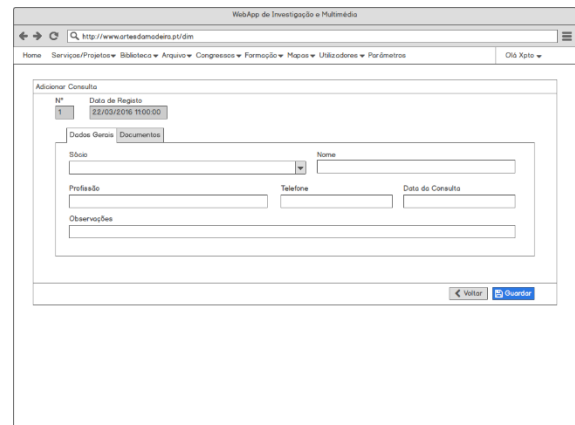 WebApp de Investigação e Multimédia
http://www.artesdamadeira.pt/dim
Home Serviços/Projetos Biblioteca Arquivo Congressos Formação Mapas Utilizadores Parâmetros Olá Xpto
Adicionar Consulta
Nº Data de Registo
1 22/03/2016 11:00:00
Dados Gerais Documentos
Sócio Nome
Profissão Telefone Data da Consulta
Observações
Voltar Guardar